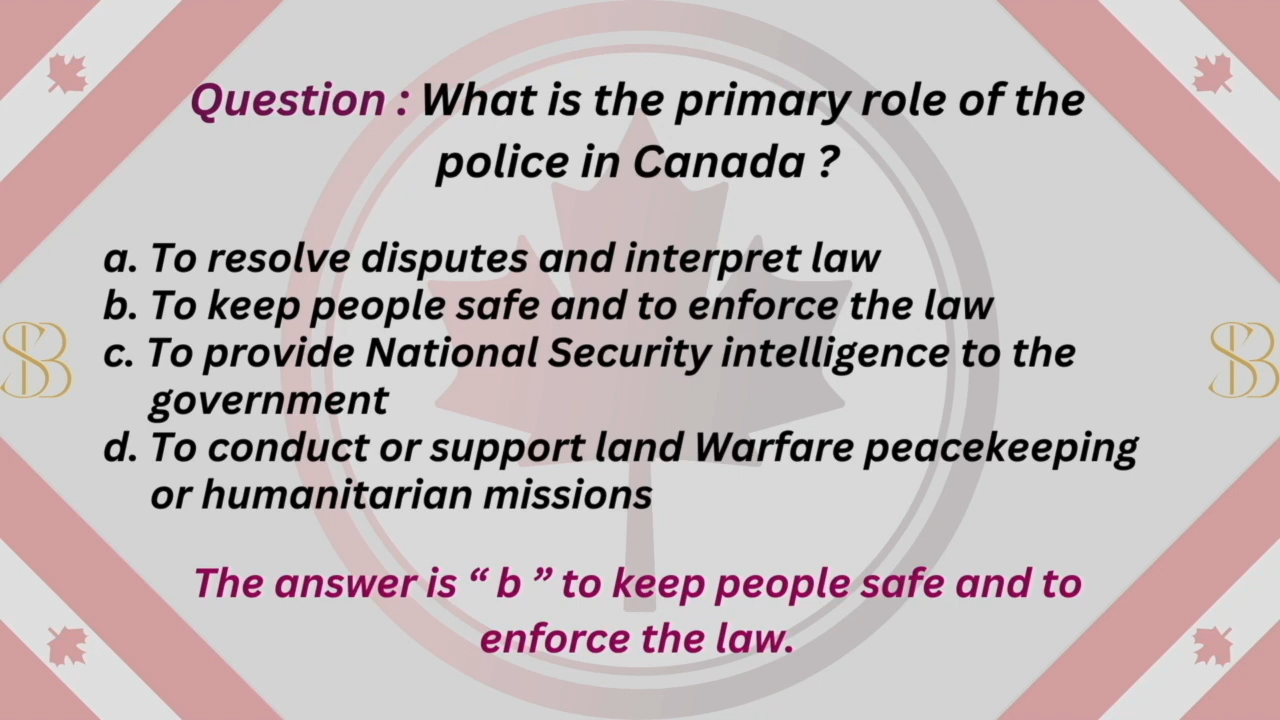 Question : What is the primary role of the
police in Canada ?
a. To resolve disputes and interpret law
b. To keep people safe and to enforce the law
c. To provide National Security intelligence to the
government
d. To conduct or support land Warfare peacekeeping
or humanitarian missions
SB
SB
The answer is “ b ” to keep people safe and to
enforce the law.